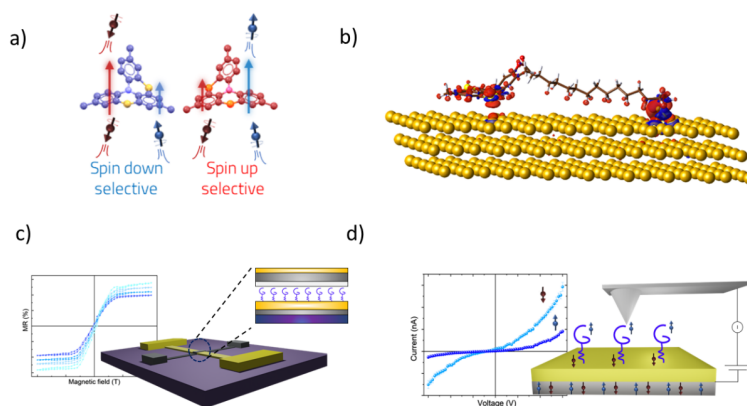 a)
b)
Spin down
selective
Spin up
selective
c)
d)
MR (%)
Magnetic field (T)
Current (nA)
Voltage (V)
I